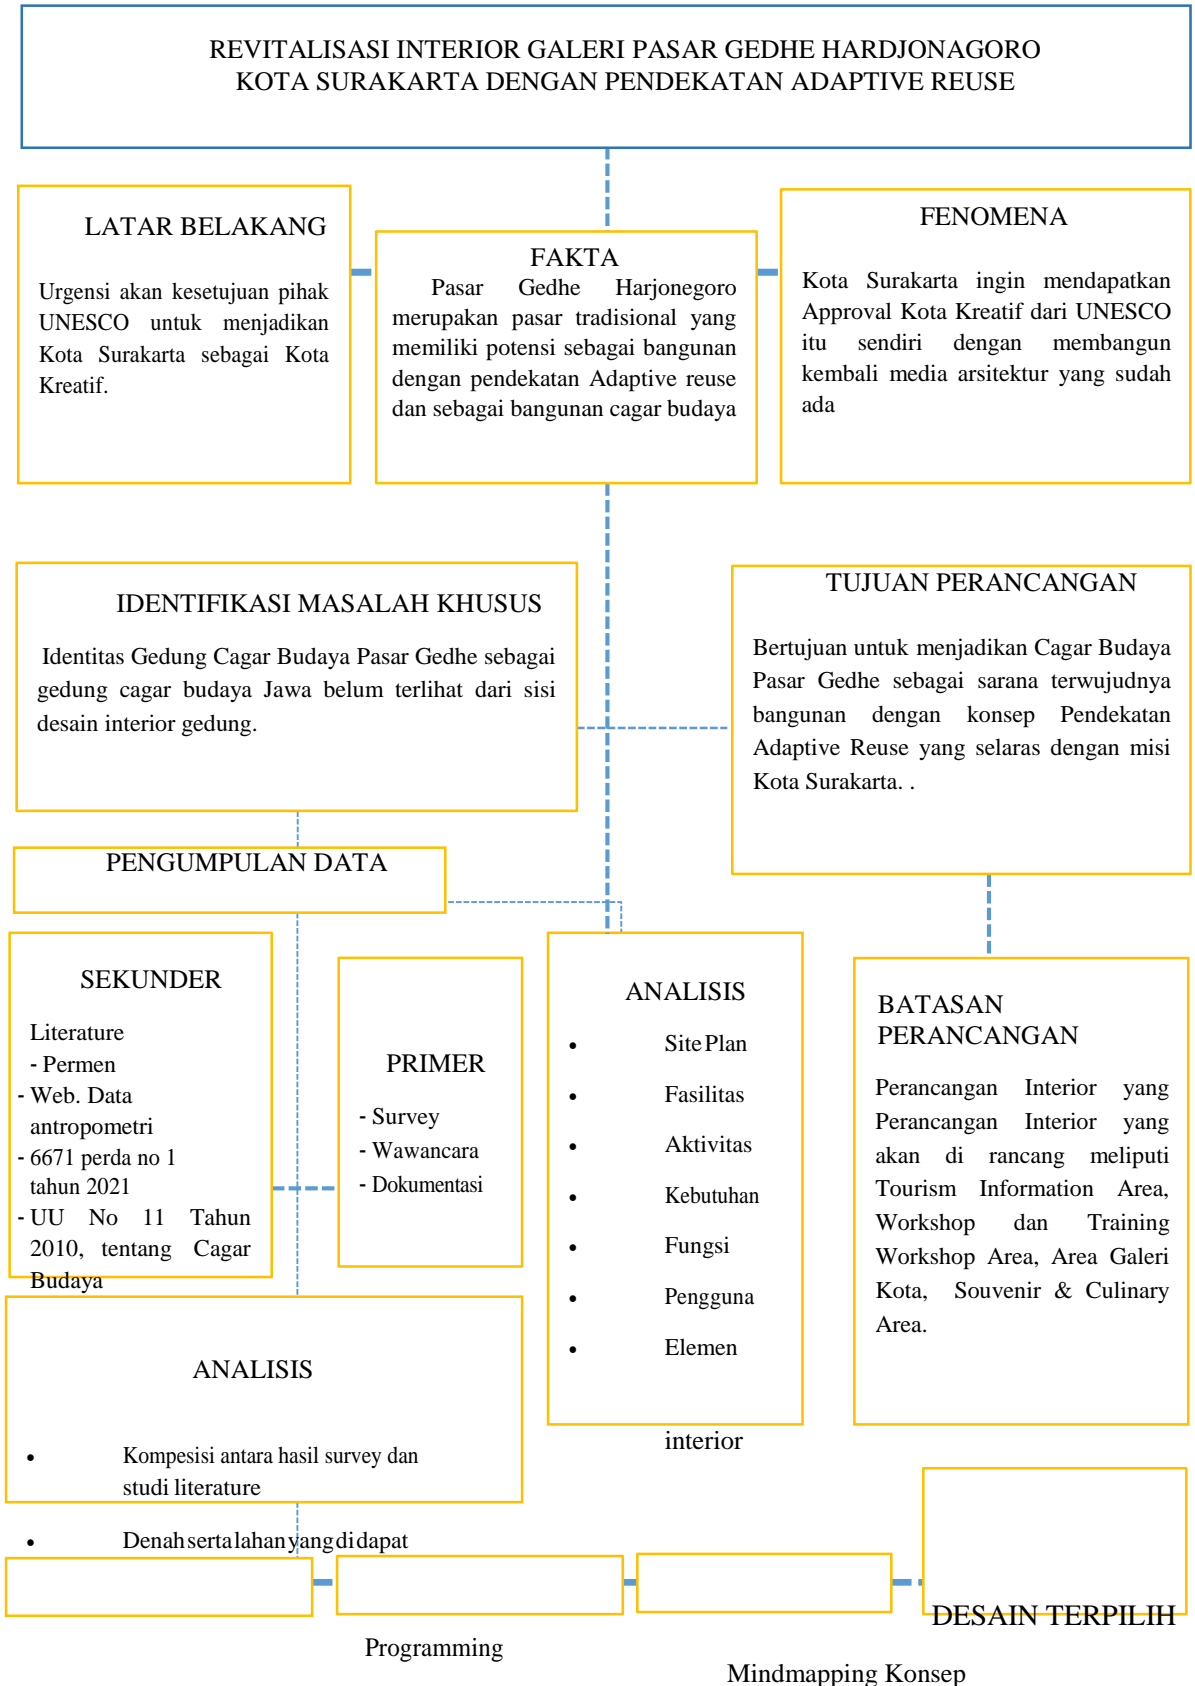 REVITALISASI INTERIOR GALERI PASAR GEDHE HARDJONAGORO
KOTA SURAKARTA DENGAN PENDEKATAN ADAPTIVE REUSE
LATAR BELAKANG
Urgensi akan kesetujuan pihak
UNESCO untuk menjadikan
Kota Surakarta sebagai Kota
Kreatif.
FAKTA
Pasar Gedhe Harjonegoro
merupakan pasar tradisional yang
memiliki potensi sebagai bangunan
dengan pendekatan Adaptive reuse
dan sebagai bangunan cagar budaya
FENOMENA
Kota Surakarta ingin mendapatkan
Approval Kota Kreatif dari UNESCO
itu sendiri dengan membangun
kembali media arsitektur yang sudah
ada
IDENTIFIKASI MASALAH KHUSUS
Identitas Gedung Cagar Budaya Pasar Gedhe sebagai
gedung cagar budaya Jawa belum terlihat dari sisi
desain interior gedung.
TUJUAN PERANCANGAN
Bertujuan untuk menjadikan Cagar Budaya
Pasar Gedhe sebagai sarana terwujudnya
bangunan dengan konsep Pendekatan
Adaptive Reuse yang selaras dengan misi
Kota Surakarta. .
PENGUMPULAN DATA
SEKUNDER
Literature
- Permen
- Web. Data
antropometri
- 6671 perda no 1
tahun 2021
- UU No 11 Tahun
2010, tentang Cagar
Budaya
PRIMER
- Survey
- Wawancara
- Dokumentasi
ANALISIS
• Site Plan
• Fasilitas
• Aktivitas
• Kebutuhan
• Fungsi
• Pengguna
• Elemen
interior
BATASAN
PERANCANGAN
Perancangan Interior yang
Perancangan Interior yang
akan di rancang meliputi
Tourism Information Area,
Workshop dan Training
Workshop Area, Area Galeri
Kota, Souvenir & Culinary
Area.
ANALISIS
• Kompesisi antara hasil survey dan
studi literature
• Denah serta lahan yang didapat
DESAIN TERPILIH
Programming
Mindmapping Konsep